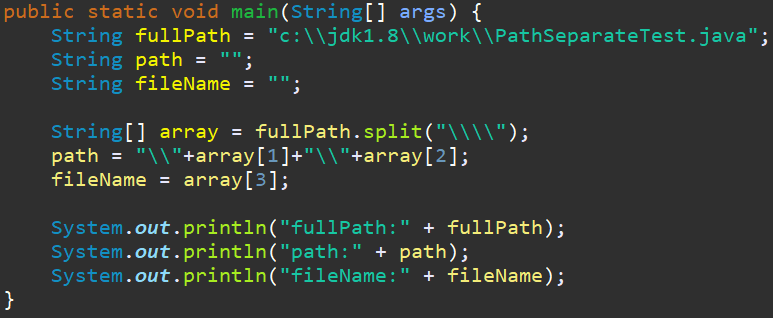 public static void main(String[] args) {
    String fullPath = "c:\\jdk1.8\\work\\PathSeparateTest.java";
    String path = "";
    String fileName = "";

    String[] array = fullPath.split("\\\\");
    path = "\\"+array[1]+"\\"+array[2];
    fileName = array[3];

    System.out.println("fullPath:" + fullPath);
    System.out.println("path:" + path);
    System.out.println("fileName:" + fileName);
}